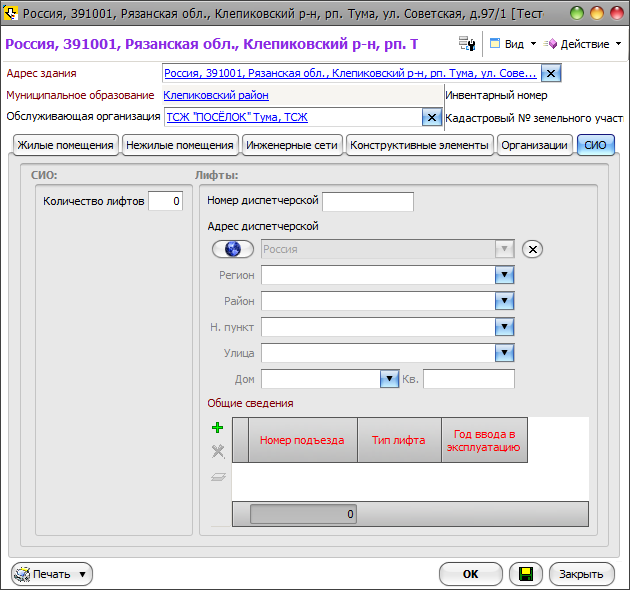 Россия, 391001, Рязанская обл., Клепиковский р-н, рп. Тума, ул. Советская, д.97/1 [Тест
Россия, 391001, Рязанская обл., Клепиковский р-н, рп. Т
Вид
Действие
Адрес здания
Россия, 391001, Рязанская обл., Клепиковский р-н, рп. Тума, ул. Сове...
Муниципальное образование
Клепиковский район
Инвентарный номер
Обслуживающая организация
ТСЖ "ПОСЁЛОК" Тума, ТСЖ
Кадастровый № земельного участ
Жилые помещения
Нежилые помещения
Инженерные сети
Конструктивные элементы
Организации
СИО
СИО:
Лифты:
Количество лифтов 0
Номер диспетчерской
Адрес диспетчерской
Россия
Регион
Район
Н. пункт
Улица
Дом
Кв.
Общие сведения
Номер подъезда
Тип лифта
Год ввода в
эксплуатацию
0
Печать
ОК
Закрыть